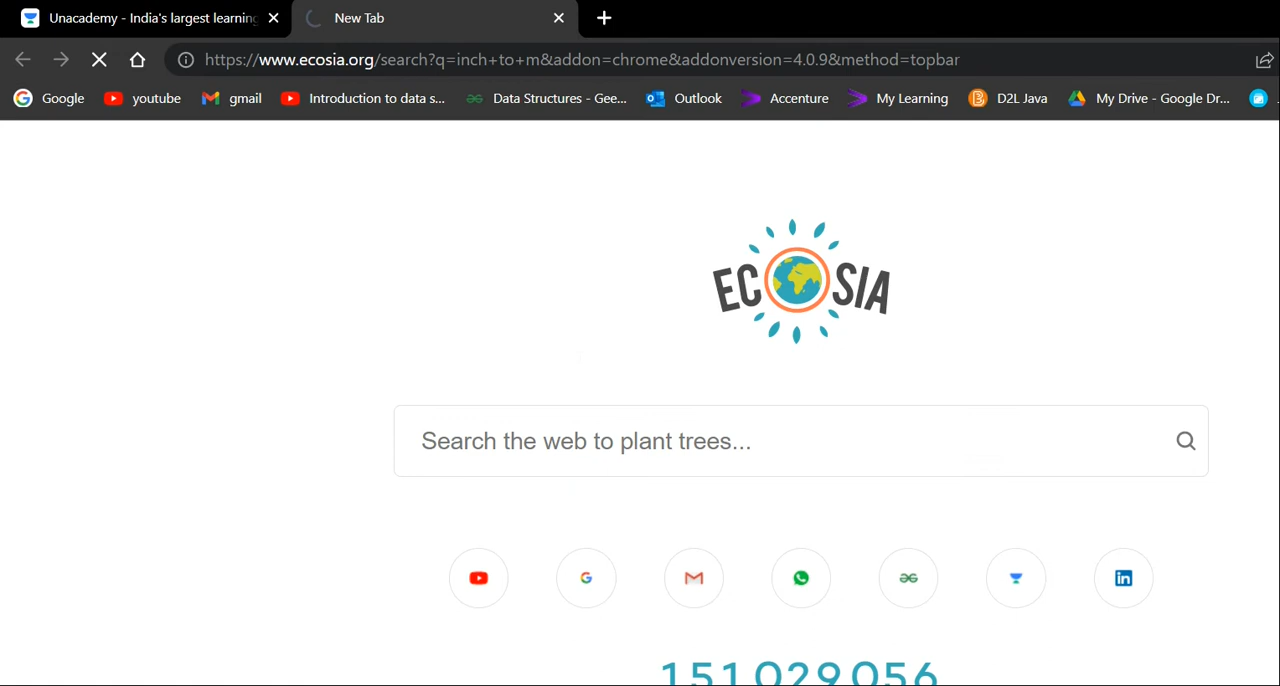 Unacademy - India's largest learning
New Tab
https://www.ecosia.org/search?q=inch+to+m&addon=chrome&addonversion=4.0.9&method=topbar
Google youtube gmail Introduction to data s... Data Structures - Gee... Outlook Accenture My Learning D2L Java My Drive - Google Dr...
ECOSIA
Search the web to plant trees...
151,029,056